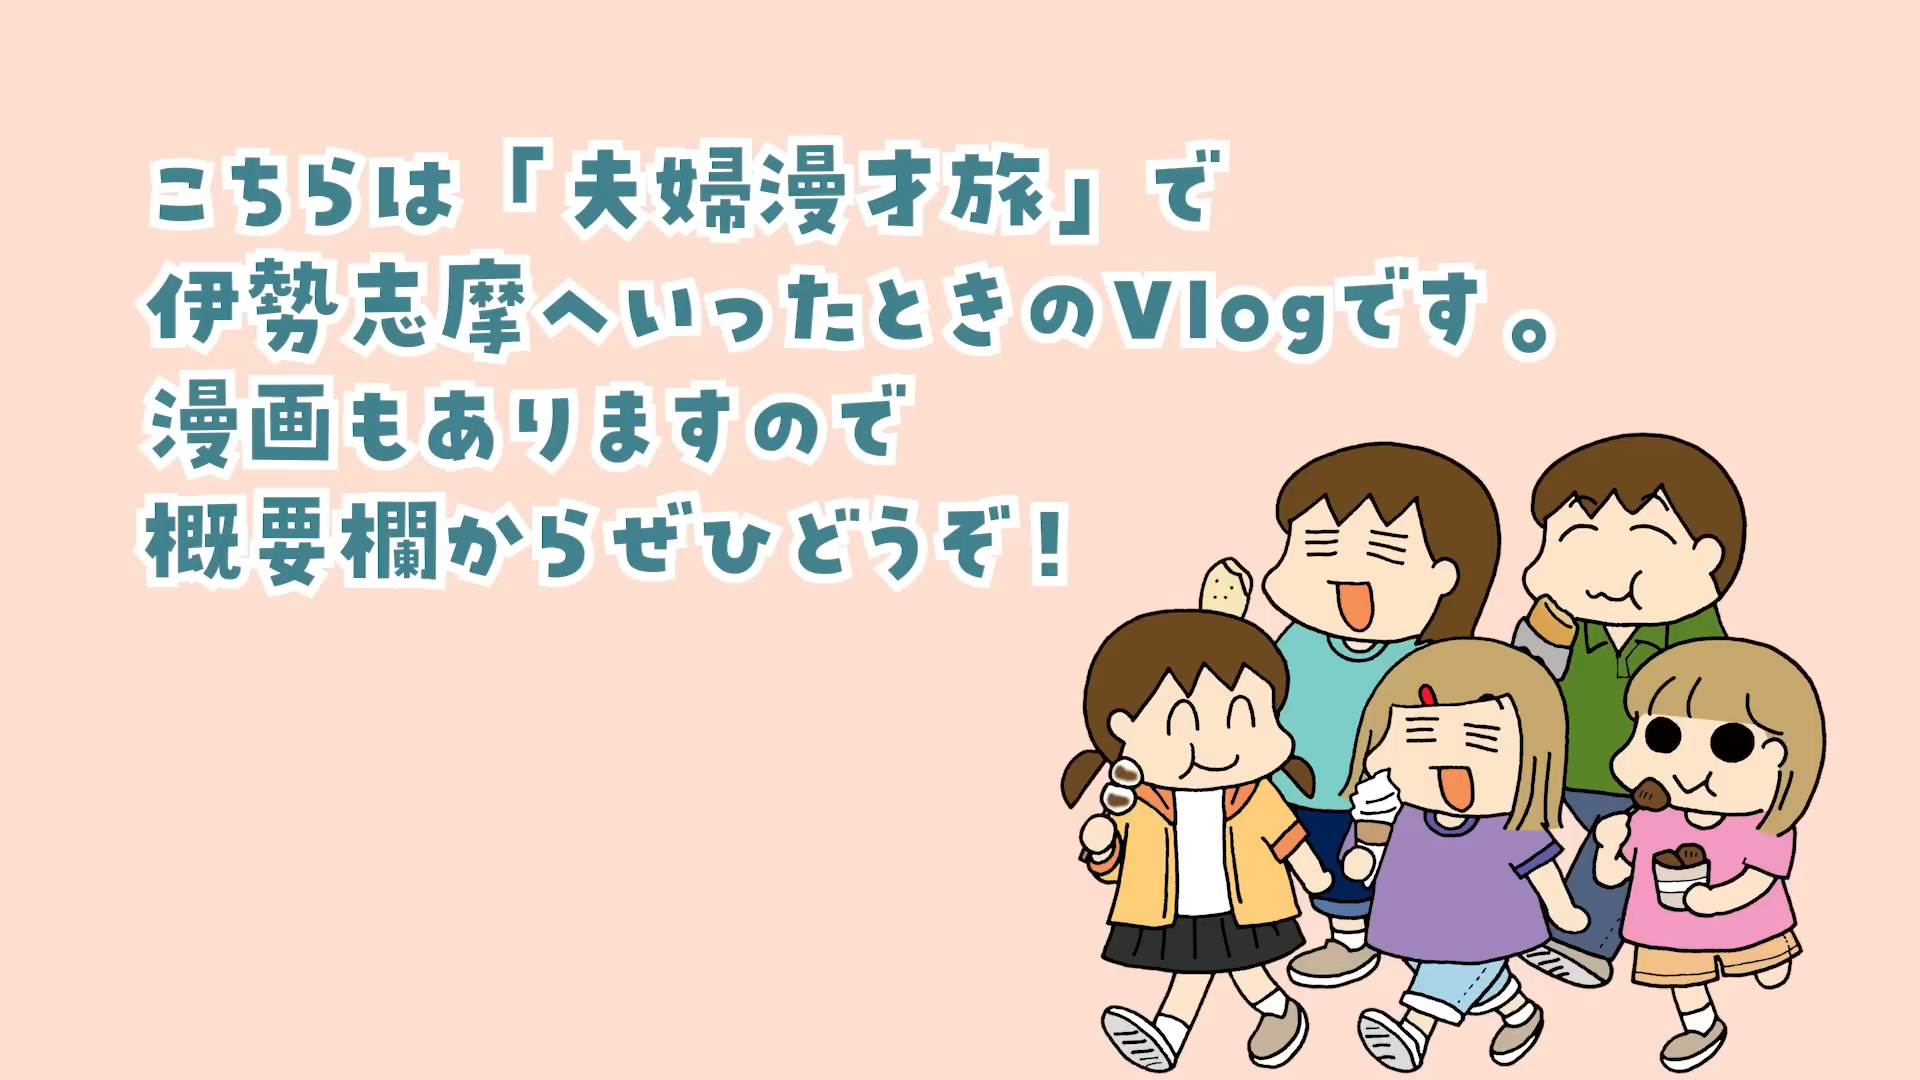 こちらは「夫婦漫才旅」で
伊勢志摩へいったときのVlogです。
漫画もありますので
概要欄からぜひどうぞ！